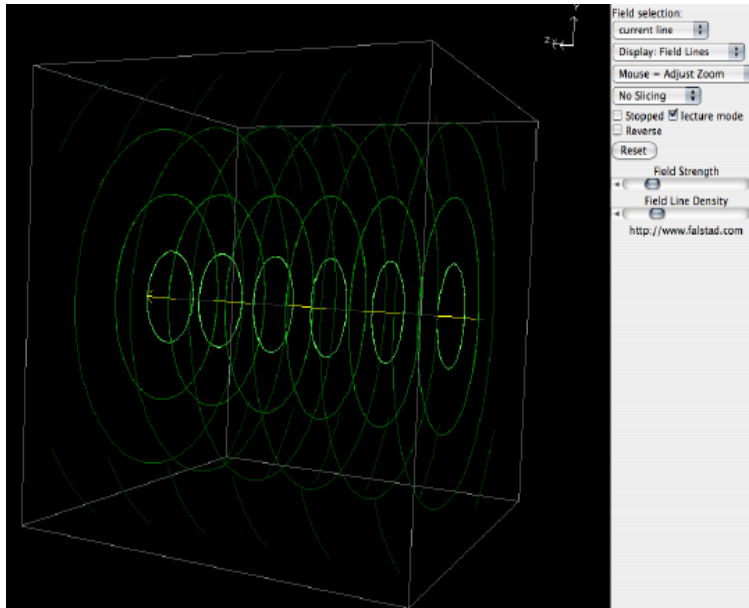 y
z x
Field selection:
current line
Display: Field Lines
Mouse = Adjust Zoom
No Slicing
Stopped lecture mode
Reverse
Reset
Field Strength
Field Line Density
http://www.falstad.com